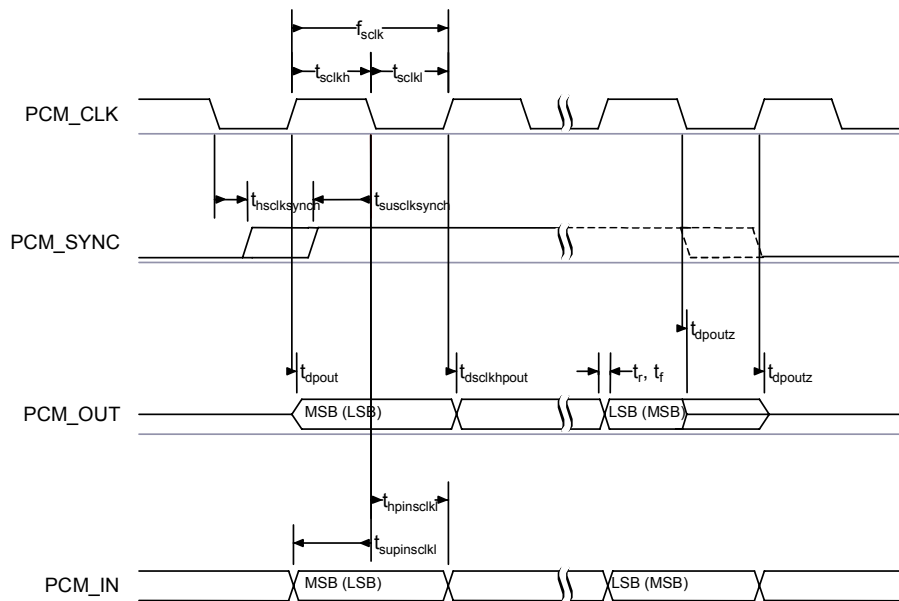 fsclk
tsclkh tsclkl
PCM_CLK
thsclksynch tsusclksynch
PCM_SYNC
tdpoutz
tdpout tdsclkhpout tr, tf tdpoutz
PCM_OUT MSB (LSB) LSB (MSB)
thpinsclkl
tsupinsclkl
PCM_IN MSB (LSB) LSB (MSB)